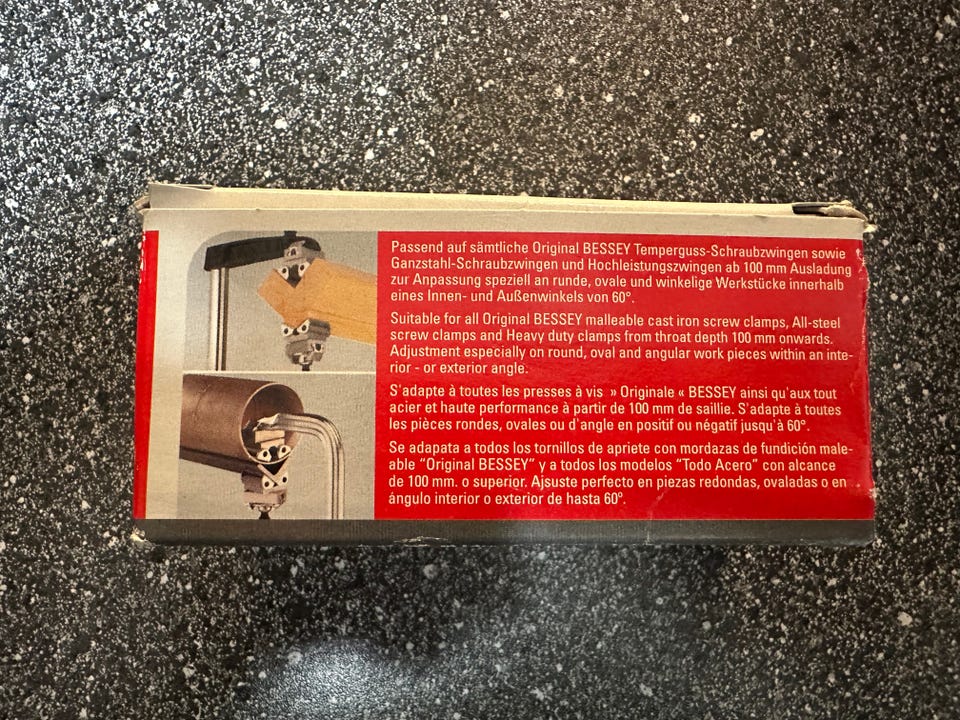 Passend auf sämtliche Original BESSEY Temperguss-Schraubzwingen sowie
Ganzstahl-Schraubzwingen und Hochleistungszwingen ab 100 mm Ausladung
zur Anpassung speziell an runde, ovale und winkelige Werkstücke innerhalb
eines Innen- und Außenwinkels von 60°.
Suitable for all Original BESSEY malleable cast iron screw clamps, All-steel
screw clamps and Heavy duty clamps from throat depth 100 mm onwards.
Adjustment especially on round, oval and angular work pieces within an inte-
rior - or exterior angle.
S'adapte à toutes les presses à vis » Originale « BESSEY ainsi qu'aux tout
acier et haute performance à partir de 100 mm de saillie. S'adapte à toutes
les pièces rondes, ovales ou d'angle en positif ou négatif jusqu'à 60°.
Se adapata a todos los tornillos de apriete con mordazas de fundición male-
able “Original BESSEY” y a todos los modelos “Todo Acero” con alcance
de 100 mm. o superior. Ajsuste perfecto en piezas redondas, ovaladas o en
ángulo interior o exterior de hasta 60°.